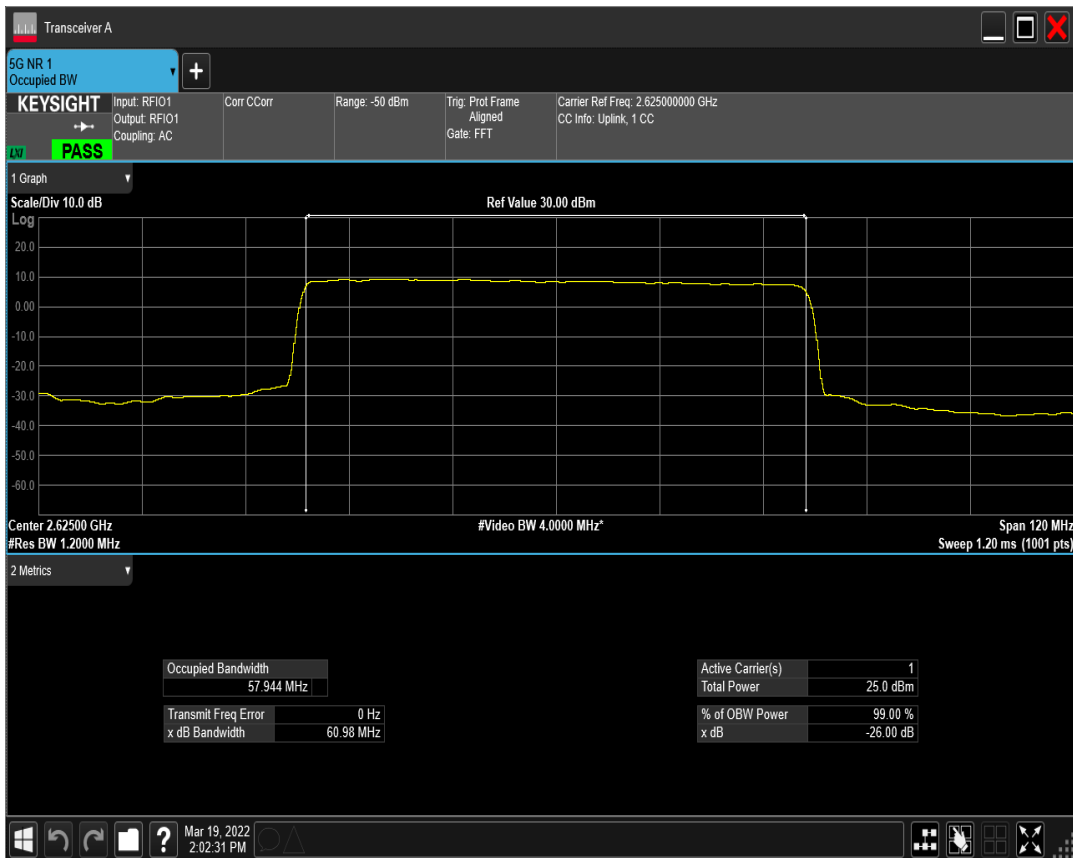 Transceiver A
5G NR 1
Occupied BW
KEYSIGHT
LXI
PASS
Input: RFIO1
Output: RFIO1
Coupling: AC
Corr CCorr
Range: -50 dBm
Trig: Prot Frame
Aligned
Gate: FFT
Carrier Ref Freq: 2.625000000 GHz
CC Info: Uplink, 1 CC
1 Graph
Scale/Div 10.0 dB
Ref Value 30.00 dBm
Log
20.0
10.0
0.00
-10.0
-20.0
-30.0
-40.0
-50.0
-60.0
Center 2.62500 GHz
#Video BW 4.0000 MHz*
Span 120 MHz
#Res BW 1.2000 MHz
Sweep 1.20 ms (1001 pts)
2 Metrics
Occupied Bandwidth
57.944 MHz
Transmit Freq Error 0 Hz
x dB Bandwidth 60.98 MHz
Active Carrier(s) 1
Total Power 25.0 dBm
% of OBW Power 99.00 %
x dB -26.00 dB
?
Mar 19, 2022
2:02:31 PM